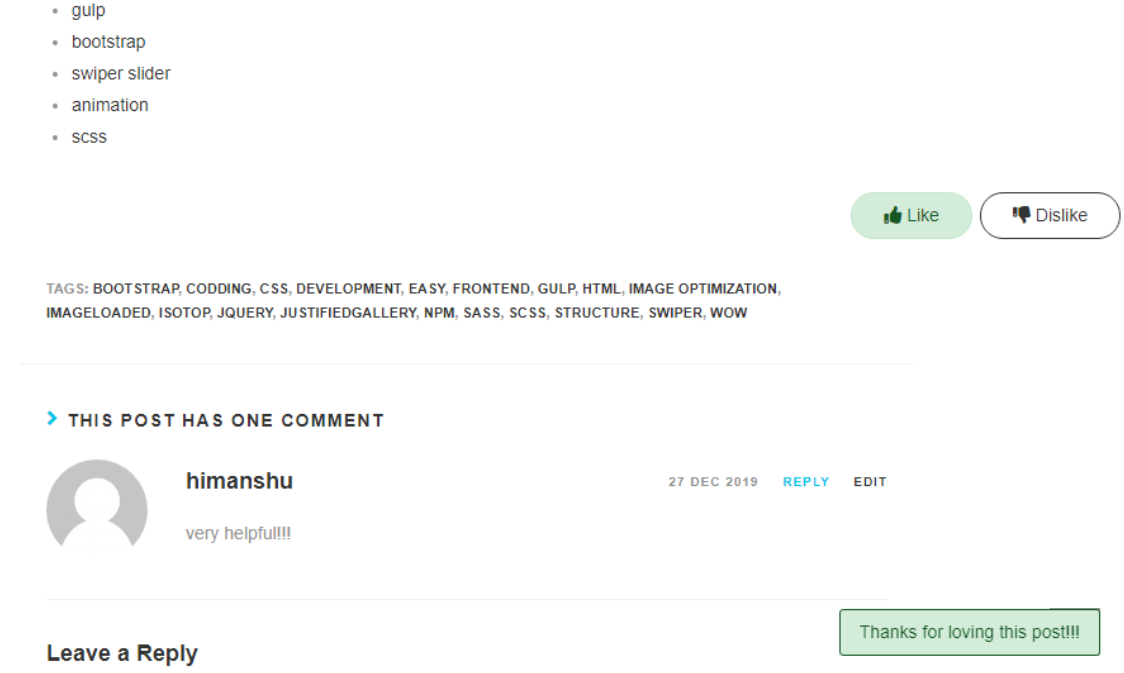 gulp
bootstrap
swiper slider
animation
scss
Like Dislike
TAGS: BOOTSTRAP, CODDING, CSS, DEVELOPMENT, EASY, FRONTEND, GULP, HTML, IMAGE OPTIMIZATION,
IMAGELOADED, ISOTOP, JQUERY, JUSTIFIEDGALLERY, NPM, SASS, SCSS, STRUCTURE, SWIPER, WOW
THIS POST HAS ONE COMMENT
himanshu 27 DEC 2019 REPLY EDIT
very helpful!!!
Thanks for loving this post!!!
Leave a Reply